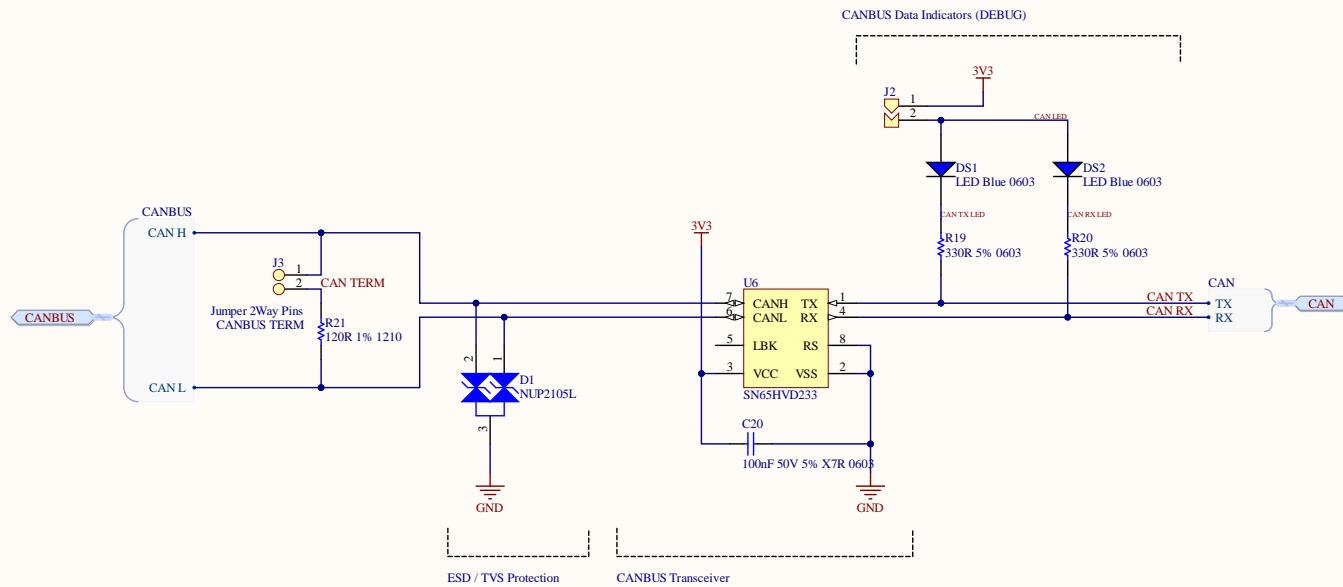 CANBUS Data Indicators (DEBUG)
3V3
J2
1
2
CAN LED
DS1
LED Blue 0603
DS2
LED Blue 0603
CAN TX LED
CAN RX LED
R19
330R 5% 0603
R20
330R 5% 0603
CANBUS
CAN H
CAN L
CANBUS
J3
1
2
CAN TERM
Jumper 2Way Pins
CANBUS TERM
R21
120R 1% 1210
2
1
D1
NUP2105L
3
GND
3V3
U6
7
CANH
TX
1
6
CANL
RX
4
5
LBK
RS
8
3
VCC
VSS
2
SN65HVD233
C20
100nF 50V 5% X7R 0603
GND
CAN TX
CAN RX
CAN
TX
RX
CAN
ESD / TVS Protection
CANBUS Transceiver